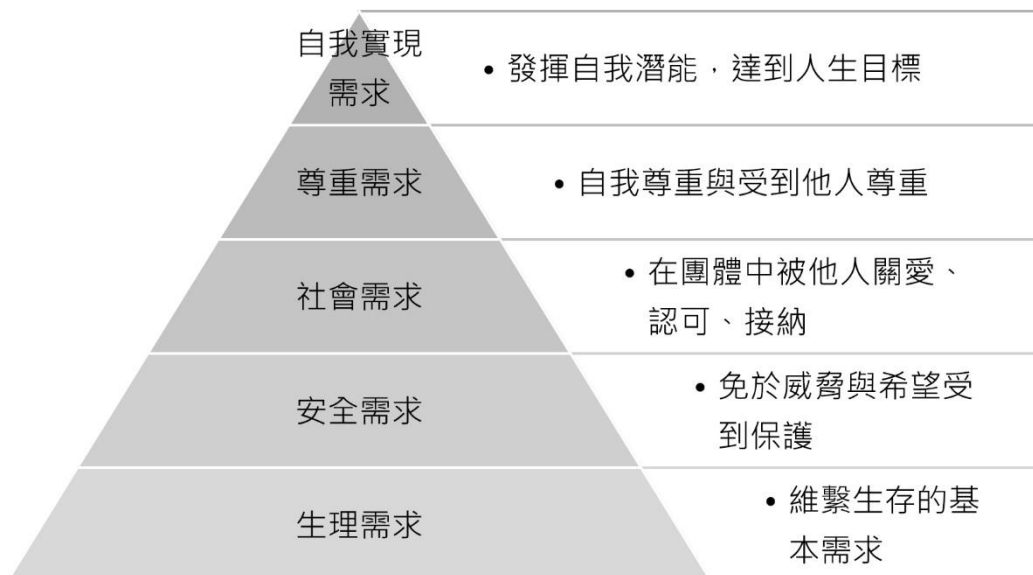 自我實現
需求
• 發揮自我潛能，達到人生目標
尊重需求
• 自我尊重與受到他人尊重
社會需求
• 在團體中被他人關愛、
認可、接納
安全需求
• 免於威脅與希望受
到保護
生理需求
• 維繫生存的基
本需求